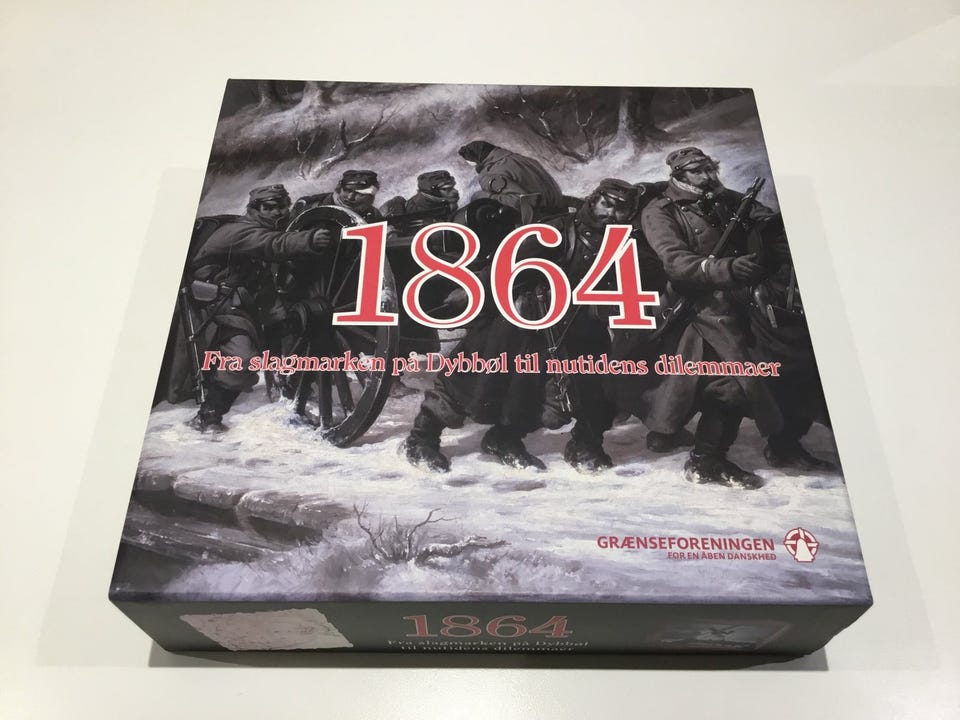 1864
Fra slagmarken på Dybbøl til nutidens dilemmaer
GRÆNSEFORENINGEN
FOR EN ÅBEN DANSKHED
1864
Fra slagmarken på Dybbøl
til nutidens dilemmaer